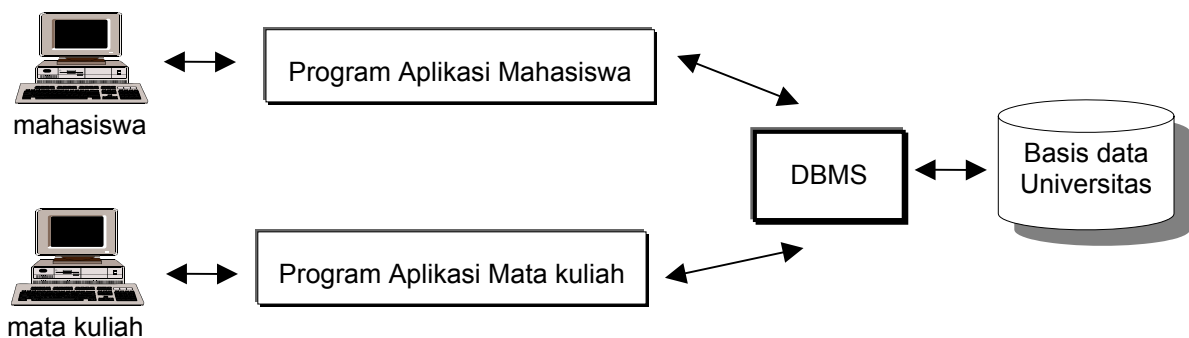 Program Aplikasi Mahasiswa
mahasiswa
DBMS
Basis data
Universitas
Program Aplikasi Mata kuliah
mata kuliah